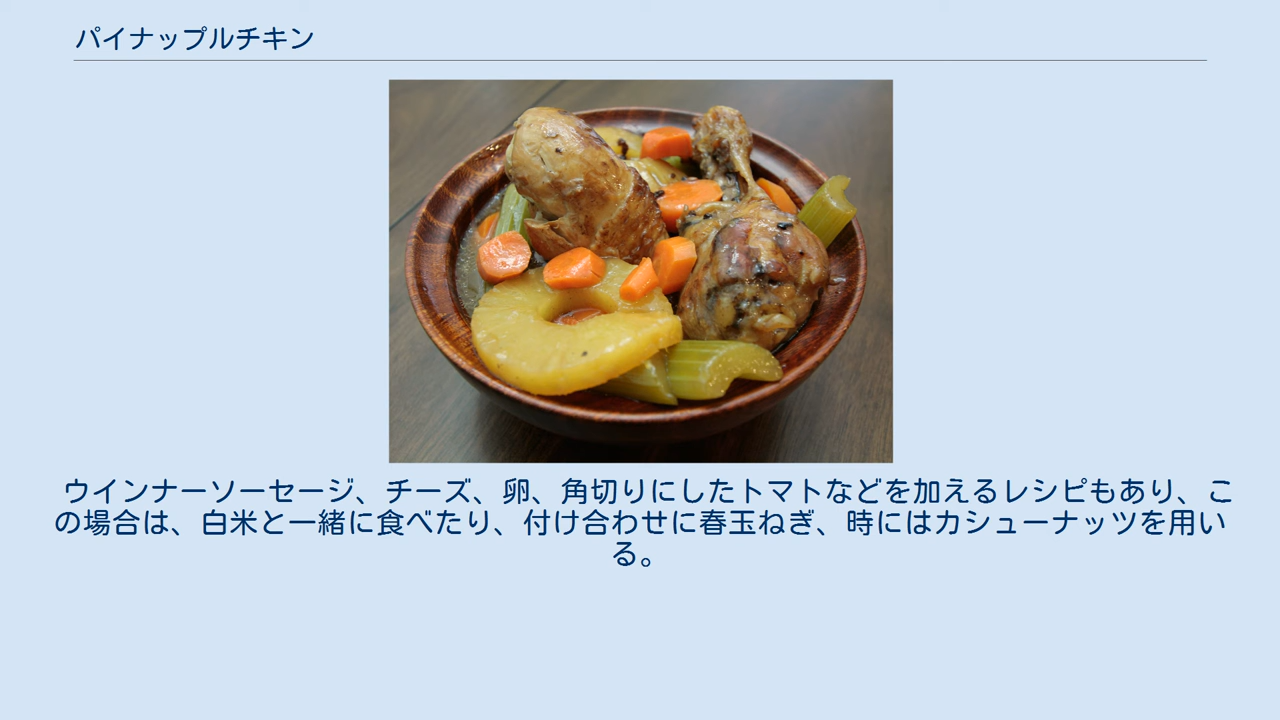 パイナップルチキン
ウインナーソーセージ、チーズ、卵、角切りにしたトマトなどを加えるレシピもあり、こ
の場合は、白米と一緒に食べたり、付け合わせに春玉ねぎ、時にはカシューナッツを用い
る。